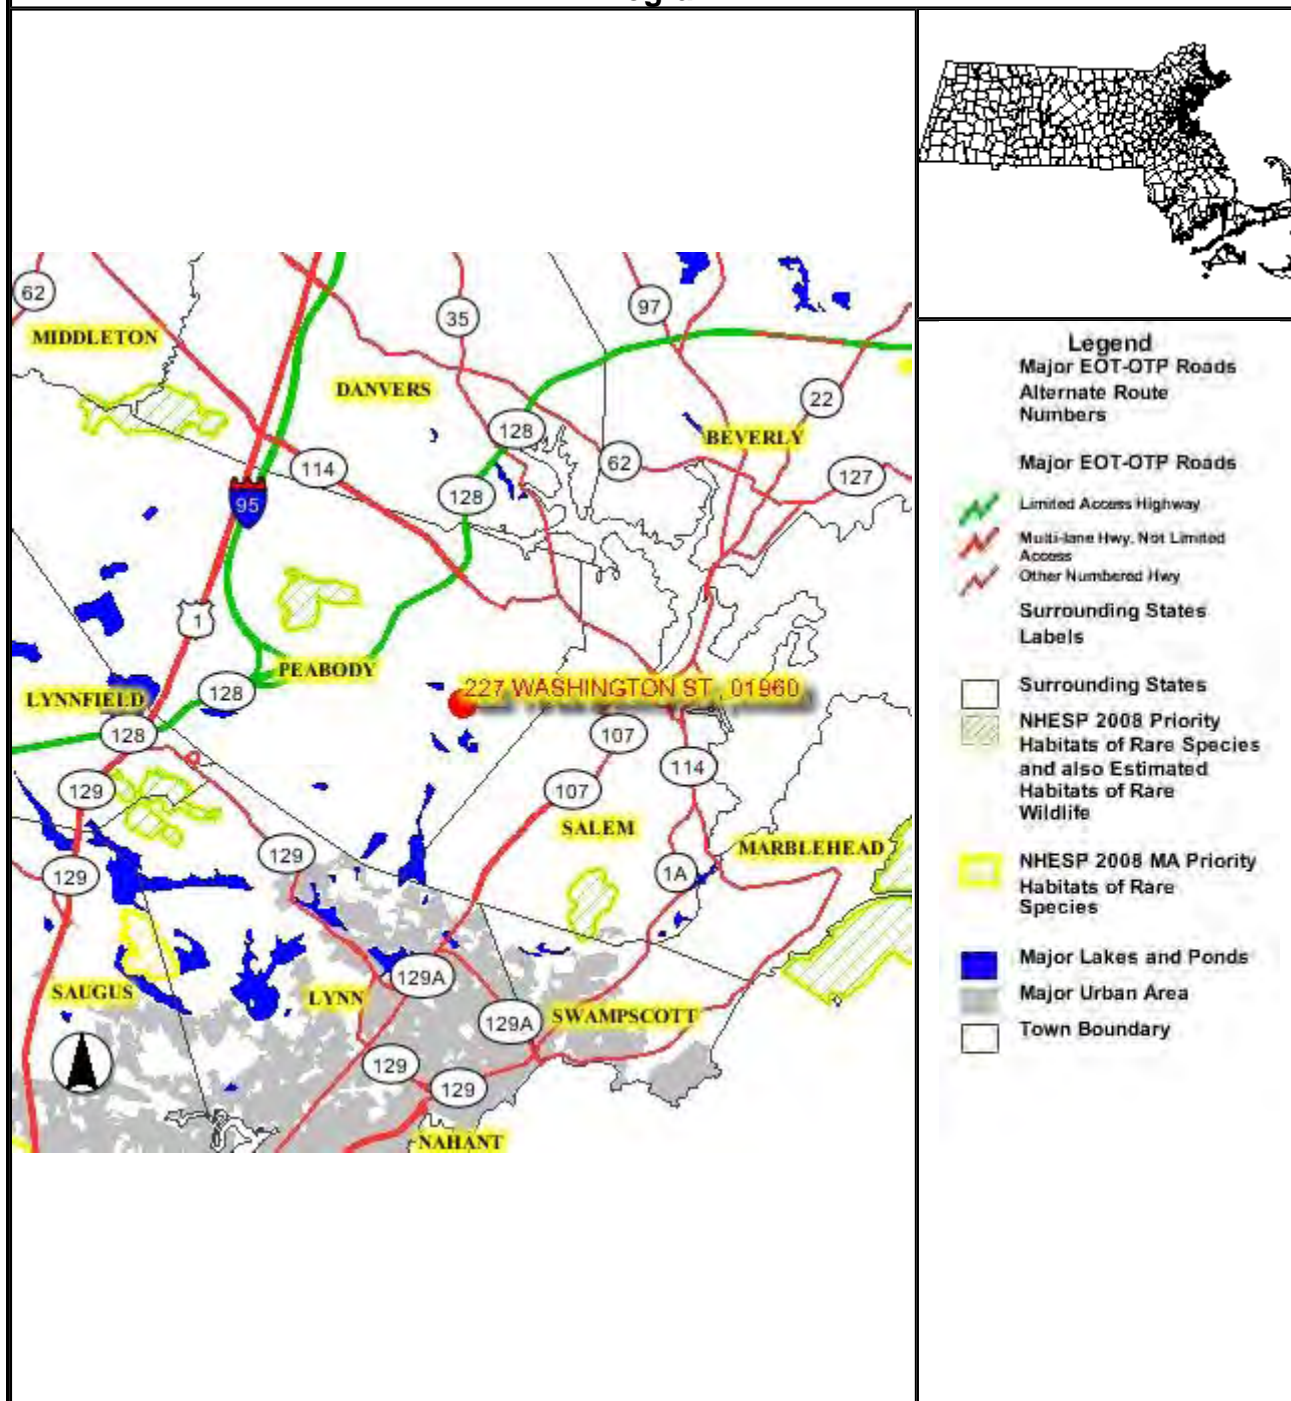 62
35
97
MIDDLETON
DANVERS
22
128
BEVERLY
62
114
127
128
95
1
PEABODY
227 WASHINGTON ST , 01960
128
LYNNFIELD
128
107
114
129
107
SALEM
MARBLEHEAD
129
1A
129
129A
SAUGUS
LYNN
129A
SWAMPSCOTT
129
129
NAHANT
Legend
Major EOT-OTP Roads
Alternate Route
Numbers
Major EOT-OTP Roads
Limited Access Highway
Multi-lane Hwy, Not Limited
Access
Other Numbered Hwy
Surrounding States
Labels
Surrounding States
NHESP 2008 Priority
Habitats of Rare Species
and also Estimated
Habitats of Rare
Wildlife
NHESP 2008 MA Priority
Habitats of Rare
Species
Major Lakes and Ponds
Major Urban Area
Town Boundary